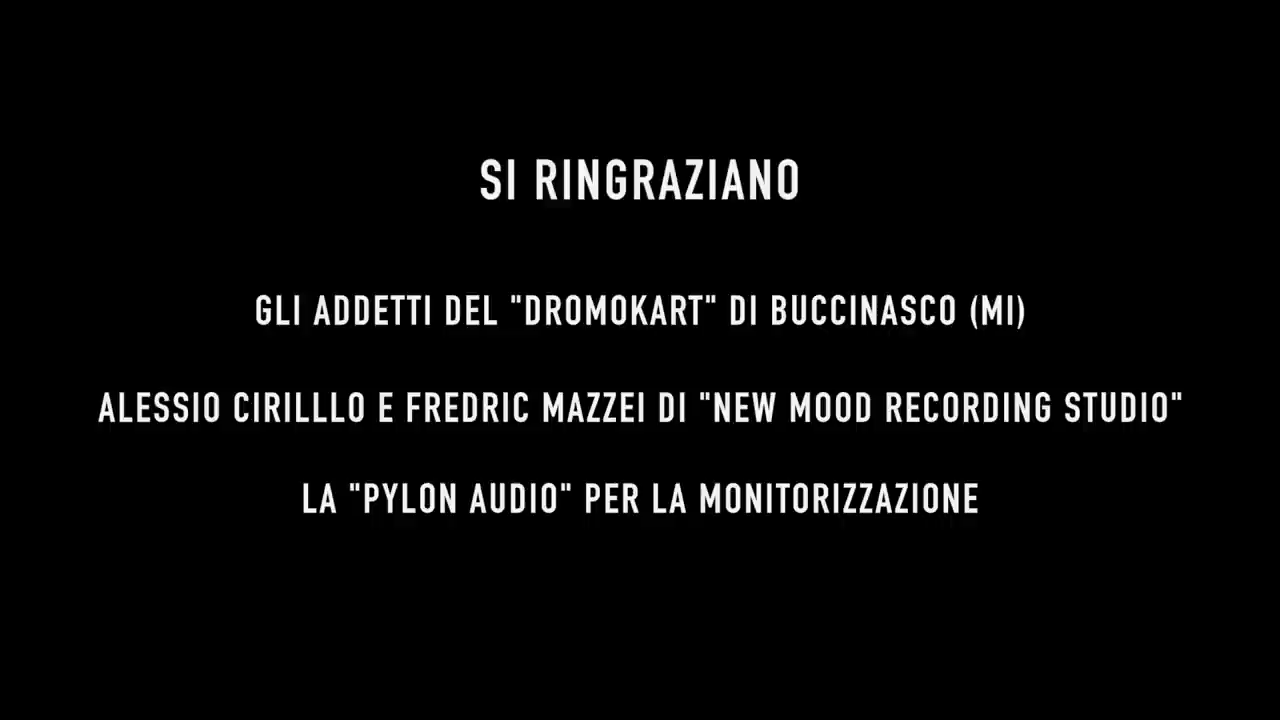 SI RINGRAZIANO
GLI ADDETTI DEL "DROMOKART" DI BUCCINASCO (MI)
ALESSIO CIRILLLO E FREDRIC MAZZEI DI "NEW MOOD RECORDING STUDIO"
LA "PYLON AUDIO" PER LA MONITORIZZAZIONE